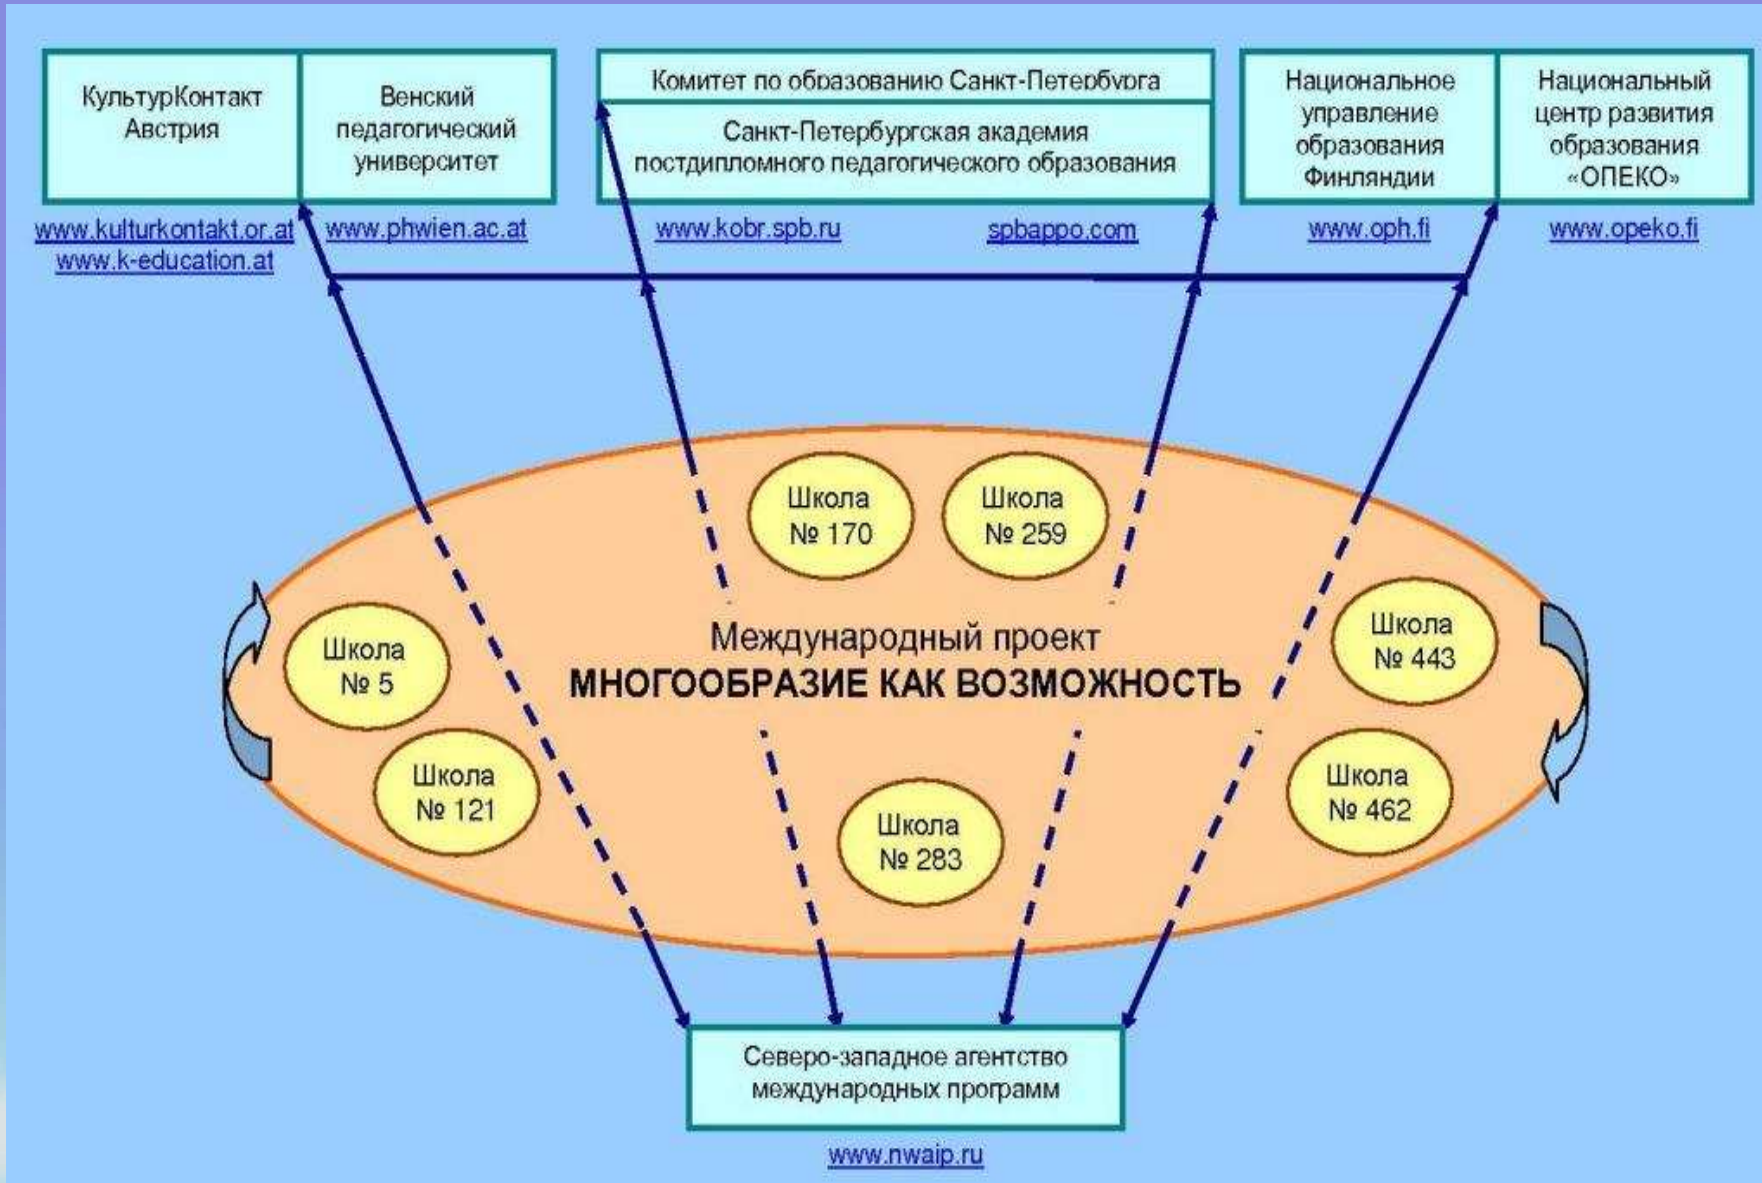 КультурКонтакт
Австрия
Венский
педагогический
университет
Комитет по образованию Санкт-Петербурга
Санкт-Петербургская академия
постдипломного педагогического образования
Национальное
управление
образования
Финляндии
Национальный
центр развития
образования
«ОПЕКО»
www.kulturkontakt.or.at
www.k-education.at
www.phwien.ac.at
www.kobr.spb.ru
spbappo.com
www.oph.fi
www.opeko.fi
Школа
№ 170
Школа
№ 259
Школа
№ 5
Школа
№ 443
Международный проект
МНОГООБРАЗИЕ КАК ВОЗМОЖНОСТЬ
Школа
№ 121
Школа
№ 283
Школа
№ 462
Северо-западное агентство
международных программ
www.nwaip.ru